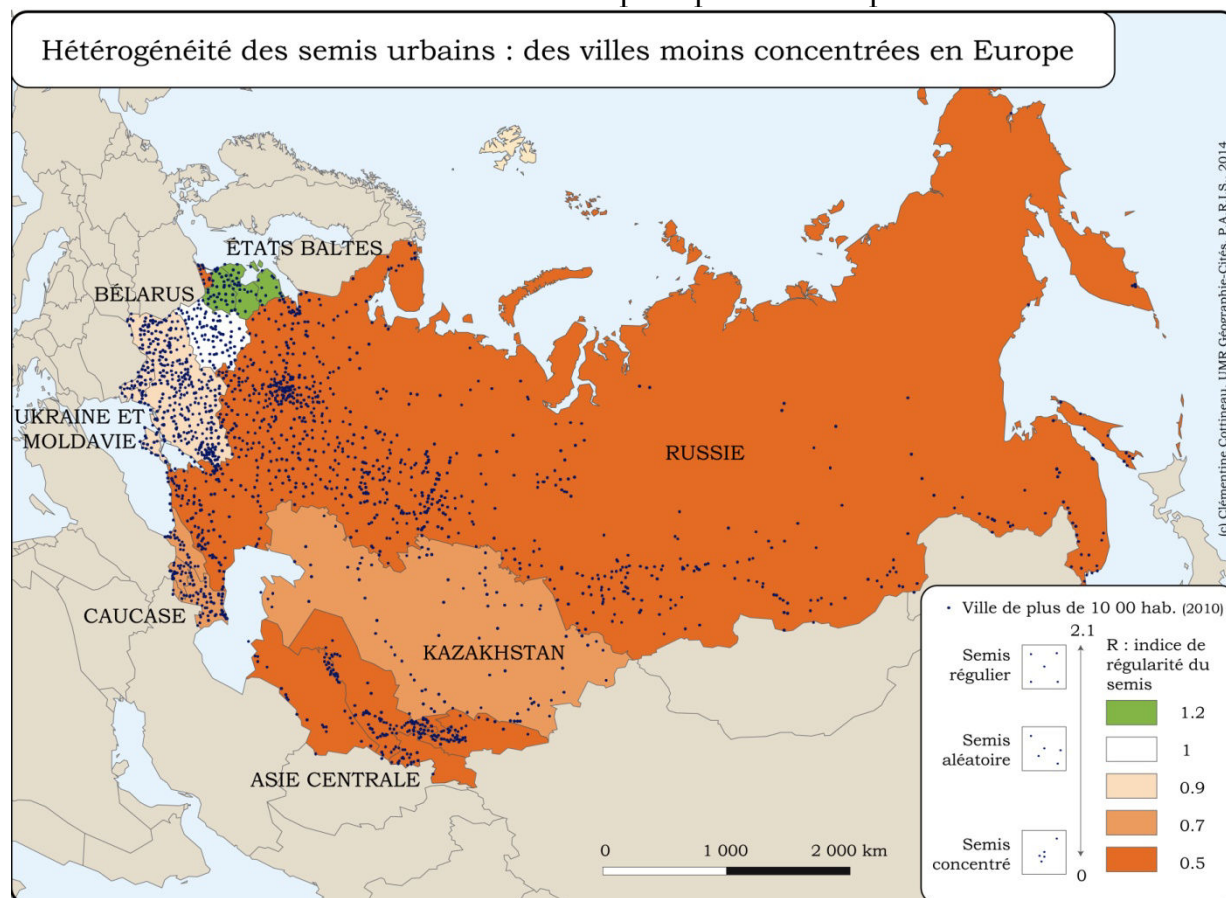 Hétérogénéité des semis urbains : des villes moins concentrées en Europe
ÉTATS BALTES
BÉLARUS
UKRAINE ET
MOLDAVIE
RUSSIE
CAUCASE
KAZAKHSTAN
ASIE CENTRALE
0 1 000 2 000 km
(c) Clémentine Cottineau, UMR Géographie-Cités, P.A.R.I.S., 2014
Ville de plus de 10 00 hab. (2010)
2.1
Semis
régulier
Semis
aléatoire
Semis
concentré
0
R : indice de
régularité du
semis
1.2
1
0.9
0.7
0.5